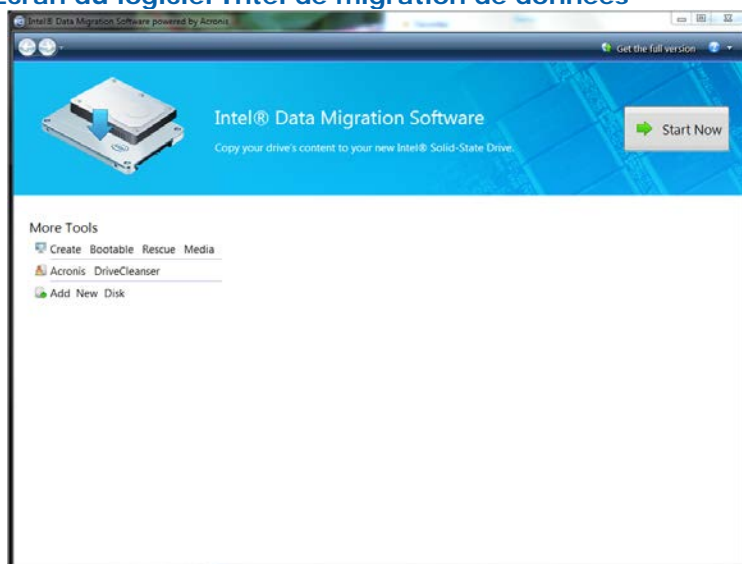 Écran du logiciel Intel de migration de données
Intel® Data Migration Software powered by Acronis
Get the full version
Intel® Data Migration Software
Copy your drive's content to your new Intel® Solid-State Drive.
Start Now
More Tools
Create Bootable Rescue Media
Acronis DriveCleanser
Add New Disk